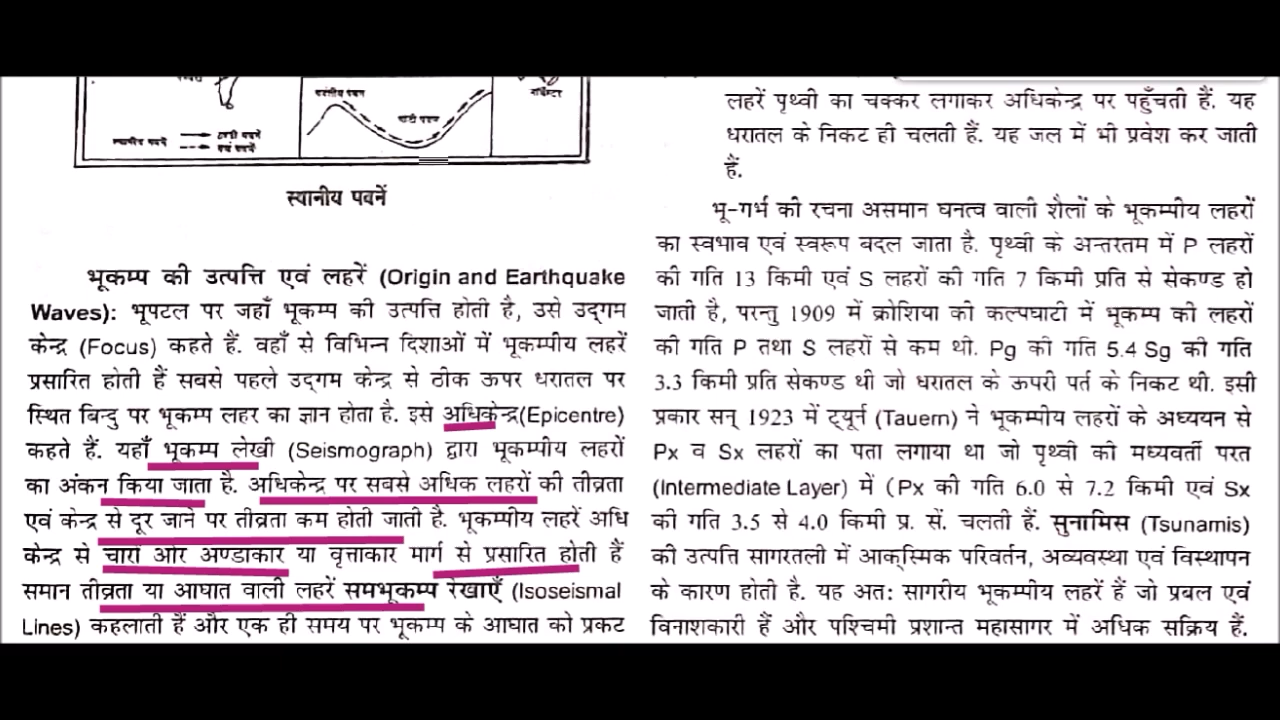 पर्वतीय पवन
घाटी पवन
स्थानीय पवनें
स्थानीय पवनें
भूकम्प की उत्पत्ति एवं लहरें (Origin and Earthquake
Waves): भूपटल पर जहाँ भूकम्प की उत्पत्ति होती है, उसे उद्‌गम
केन्द्र (Focus) कहते हैं. वहाँ से विभिन्न दिशाओं में भूकम्पीय लहरें
प्रसारित होती हैं सबसे पहले उद्‌गम केन्द्र से ठीक ऊपर धरातल पर
स्थित बिन्दु पर भूकम्प लहर का ज्ञान होता है. इसे अधिकेन्द्र(Epicentre)
कहते हैं. यहाँ भूकम्प लेखी (Seismograph) द्वारा भूकम्पीय लहरों
का अंकन किया जाता है. अधिकेन्द्र पर सबसे अधिक लहरों की तीव्रता
एवं केन्द्र से दूर जाने पर तीव्रता कम होती जाती है. भूकम्पीय लहरें अधि
केन्द्र से चारों ओर अण्डाकार या वृत्ताकार मार्ग से प्रसारित होती हैं
समान तीव्रता या आघात वाली लहरें समभूकम्प रेखाएँ (Isoseismal
Lines) कहलाती हैं और एक ही समय पर भूकम्प के आघात को प्रकट
लहरें पृथ्वी का चक्कर लगाकर अधिकेन्द्र पर पहुँचती हैं. यह
धरातल के निकट ही चलती हैं. यह जल में भी प्रवेश कर जाती
हैं.
भू-गर्भ की रचना असमान घनत्व वाली शैलों के भूकम्पीय लहरों
का स्वभाव एवं स्वरूप बदल जाता है. पृथ्वी के अन्तरतम में P लहरों
की गति 13 किमी एवं S लहरों की गति 7 किमी प्रति से सेकण्ड हो
जाती है, परन्तु 1909 में क्रोशिया की कल्पघाटी में भूकम्प की लहरों
की गति P तथा S लहरों से कम थी. Pg की गति 5.4 Sg की गति
3.3 किमी प्रति सेकण्ड थी जो धरातल के ऊपरी पर्त के निकट थी. इसी
प्रकार सन् 1923 में ट्यूर्न (Tauern) ने भूकम्पीय लहरों के अध्ययन से
Px व Sx लहरों का पता लगाया था जो पृथ्वी की मध्यवर्ती परत
(Intermediate Layer) में (Px की गति 6.0 से 7.2 किमी एवं Sx
की गति 3.5 से 4.0 किमी प्र. सें. चलती हैं. सुनामिस (Tsunamis)
की उत्पत्ति सागरतली में आकस्मिक परिवर्तन, अव्यवस्था एवं विस्थापन
के कारण होती है. यह अत: सागरीय भूकम्पीय लहरें हैं जो प्रबल एवं
विनाशकारी हैं और पश्चिमी प्रशान्त महासागर में अधिक सक्रिय हैं.